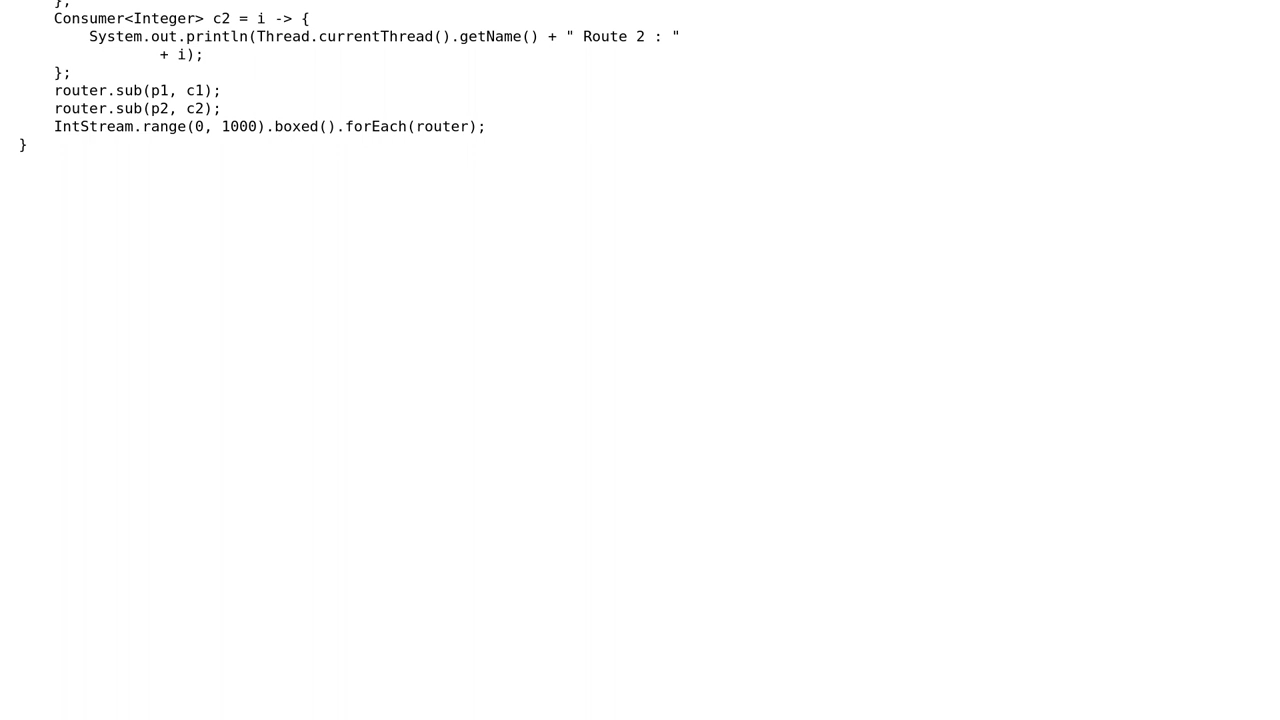 };
Consumer<Integer> c2 = i -> {
System.out.println(Thread.currentThread().getName() + " Route 2 : "
+ i);
};
router.sub(p1, c1);
router.sub(p2, c2);
IntStream.range(0, 1000).boxed().forEach(router);
}